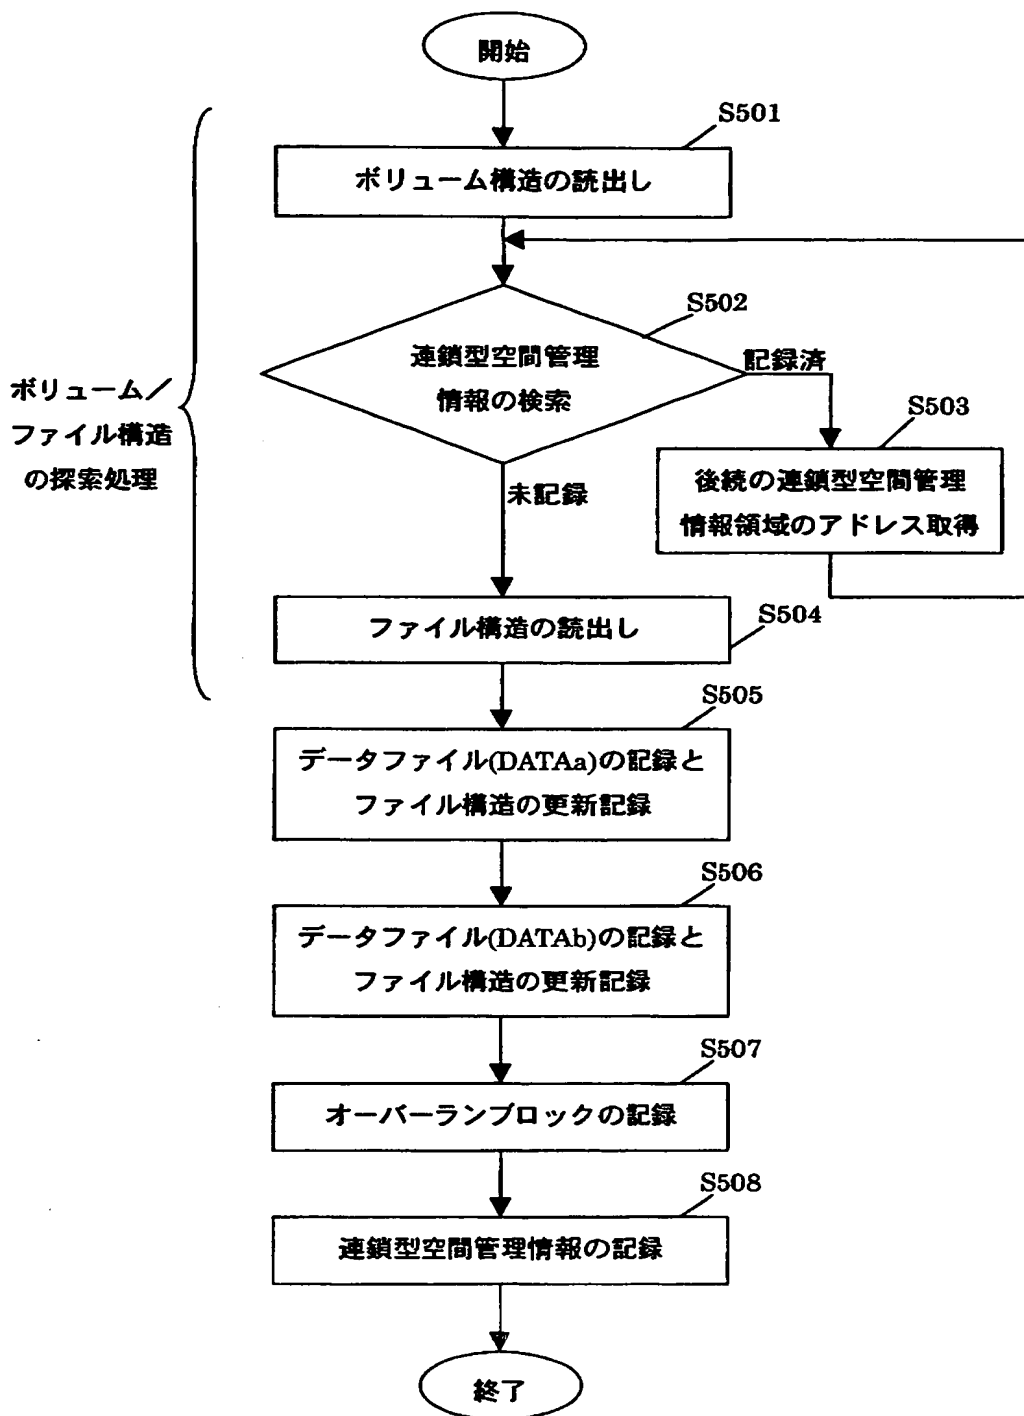 開始
S501
ボリューム構造の読出し
S502
連鎖型空間管理
情報の検索
記録済
ボリューム／
ファイル構造
の探索処理
S503
後続の連鎖型空間管理
情報領域のアドレス取得
未記録
ファイル構造の読出し
S504
S505
データファイル(DATAa)の記録と
ファイル構造の更新記録
S506
データファイル(DATAb)の記録と
ファイル構造の更新記録
S507
オーバーランブロックの記録
S508
連鎖型空間管理情報の記録
終了